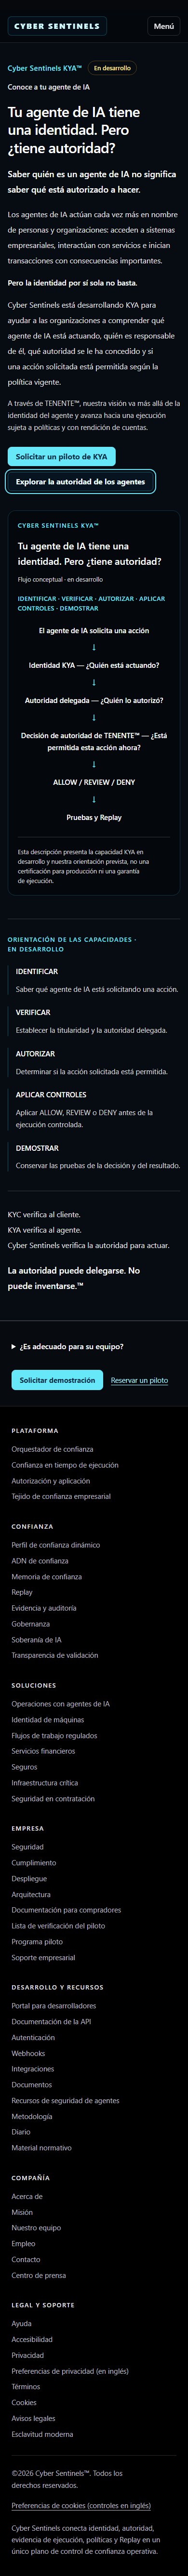 CYBER SENTINELS
Menú
Cyber Sentinels KYA™
En desarrollo
Conoce a tu agente de IA
Tu agente de IA tiene
una identidad. Pero
¿tiene autoridad?
Saber quién es un agente de IA no significa
saber qué está autorizado a hacer.
Los agentes de IA actúan cada vez más en nombre
de personas y organizaciones: acceden a sistemas
empresariales, interactúan con servicios e inician
transacciones con consecuencias importantes.
Pero la identidad por sí sola no basta.
Cyber Sentinels está desarrollando KYA para
ayudar a las organizaciones a comprender qué
agente de IA está actuando, quién es responsable
de él, qué autoridad se le ha concedido y si
una acción solicitada está permitida según la
política vigente.
A través de TENENTE™, nuestra visión va más allá de la
identidad del agente y avanza hacia una ejecución
sujeta a políticas y con rendición de cuentas.
Solicitar un piloto de KYA
Explorar la autoridad de los agentes
CYBER SENTINELS KYA™
Tu agente de IA tiene una
identidad. Pero ¿tiene autoridad?
Flujo conceptual · en desarrollo
IDENTIFICAR · VERIFICAR · AUTORIZAR · APLICAR
CONTROLES · DEMOSTRAR
El agente de IA solicita una acción
↓
Identidad KYA — ¿Quién está actuando?
↓
Autoridad delegada — ¿Quién lo autorizó?
↓
Decisión de autoridad de TENENTE™ — ¿Está
permitida esta acción ahora?
↓
ALLOW / REVIEW / DENY
↓
Pruebas y Replay
Esta descripción presenta la capacidad KYA en
desarrollo y nuestra orientación prevista, no una
certificación para producción ni una garantía
de ejecución.
ORIENTACIÓN DE LAS CAPACIDADES ·
EN DESARROLLO
IDENTIFICAR
Saber qué agente de IA está solicitando una acción.
VERIFICAR
Establecer la titularidad y la autoridad delegada.
AUTORIZAR
Determinar si la acción solicitada está permitida.
APLICAR CONTROLES
Aplicar ALLOW, REVIEW o DENY antes de la
ejecución controlada.
DEMOSTRAR
Conservar las pruebas de la decisión y del resultado.
KYC verifica al cliente.
KYA verifica al agente.
Cyber Sentinels verifica la autoridad para actuar.
La autoridad puede delegarse. No
puede inventarse.™
▶ ¿Es adecuado para su equipo?
Solicitar demostración
Reservar un piloto
PLATAFORMA
Orquestador de confianza
Confianza en tiempo de ejecución
Autorización y aplicación
Tejido de confianza empresarial
CONFIANZA
Perfil de confianza dinámico
ADN de confianza
Memoria de confianza
Replay
Evidencia y auditoría
Gobernanza
Soberanía de IA
Transparencia de validación
SOLUCIONES
Operaciones con agentes de IA
Identidad de máquinas
Flujos de trabajo regulados
Servicios financieros
Seguros
Infraestructura crítica
Seguridad en contratación
EMPRESA
Seguridad
Cumplimiento
Despliegue
Arquitectura
Documentación para compradores
Lista de verificación del piloto
Programa piloto
Soporte empresarial
DESARROLLO Y RECURSOS
Portal para desarrolladores
Documentación de la API
Autenticación
Webhooks
Integraciones
Documentos
Recursos de seguridad de agentes
Metodología
Diario
Material normativo
COMPAÑÍA
Acerca de
Misión
Nuestro equipo
Empleo
Contacto
Centro de prensa
LEGAL Y SOPORTE
Ayuda
Accesibilidad
Privacidad
Preferencias de privacidad (en inglés)
Términos
Cookies
Avisos legales
Esclavitud moderna
©2026 Cyber Sentinels™. Todos los
derechos reservados.
Preferencias de cookies (controles en inglés)
Cyber Sentinels conecta identidad, autoridad,
evidencia de ejecución, políticas y Replay en un
único plano de control de confianza operativa.